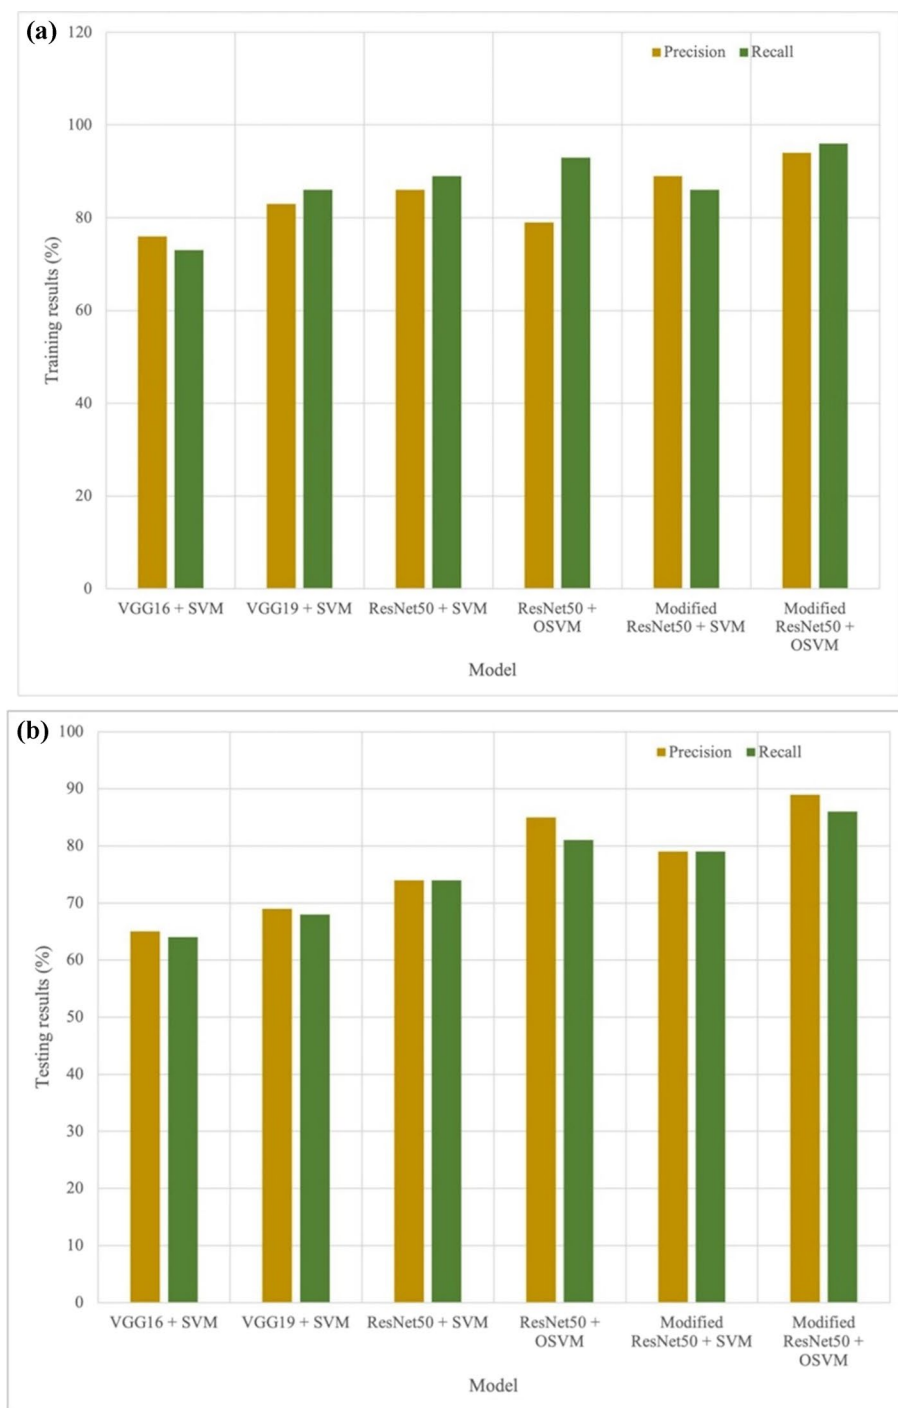 (a)
120
Precision Recall
100
80
60
40
20
0
Training results (%)
VGG16 + SVM
VGG19 + SVM
ResNet50 + SVM
ResNet50 +
OSVM
Modified
ResNet50 + SVM
Modified
ResNet50 +
OSVM
Model
(b)
100
Precision Recall
90
80
70
60
50
40
30
20
10
0
Testing results (%)
VGG16 + SVM
VGG19 + SVM
ResNet50 + SVM
ResNet50 +
OSVM
Modified
ResNet50 + SVM
Modified
ResNet50 +
OSVM
Model